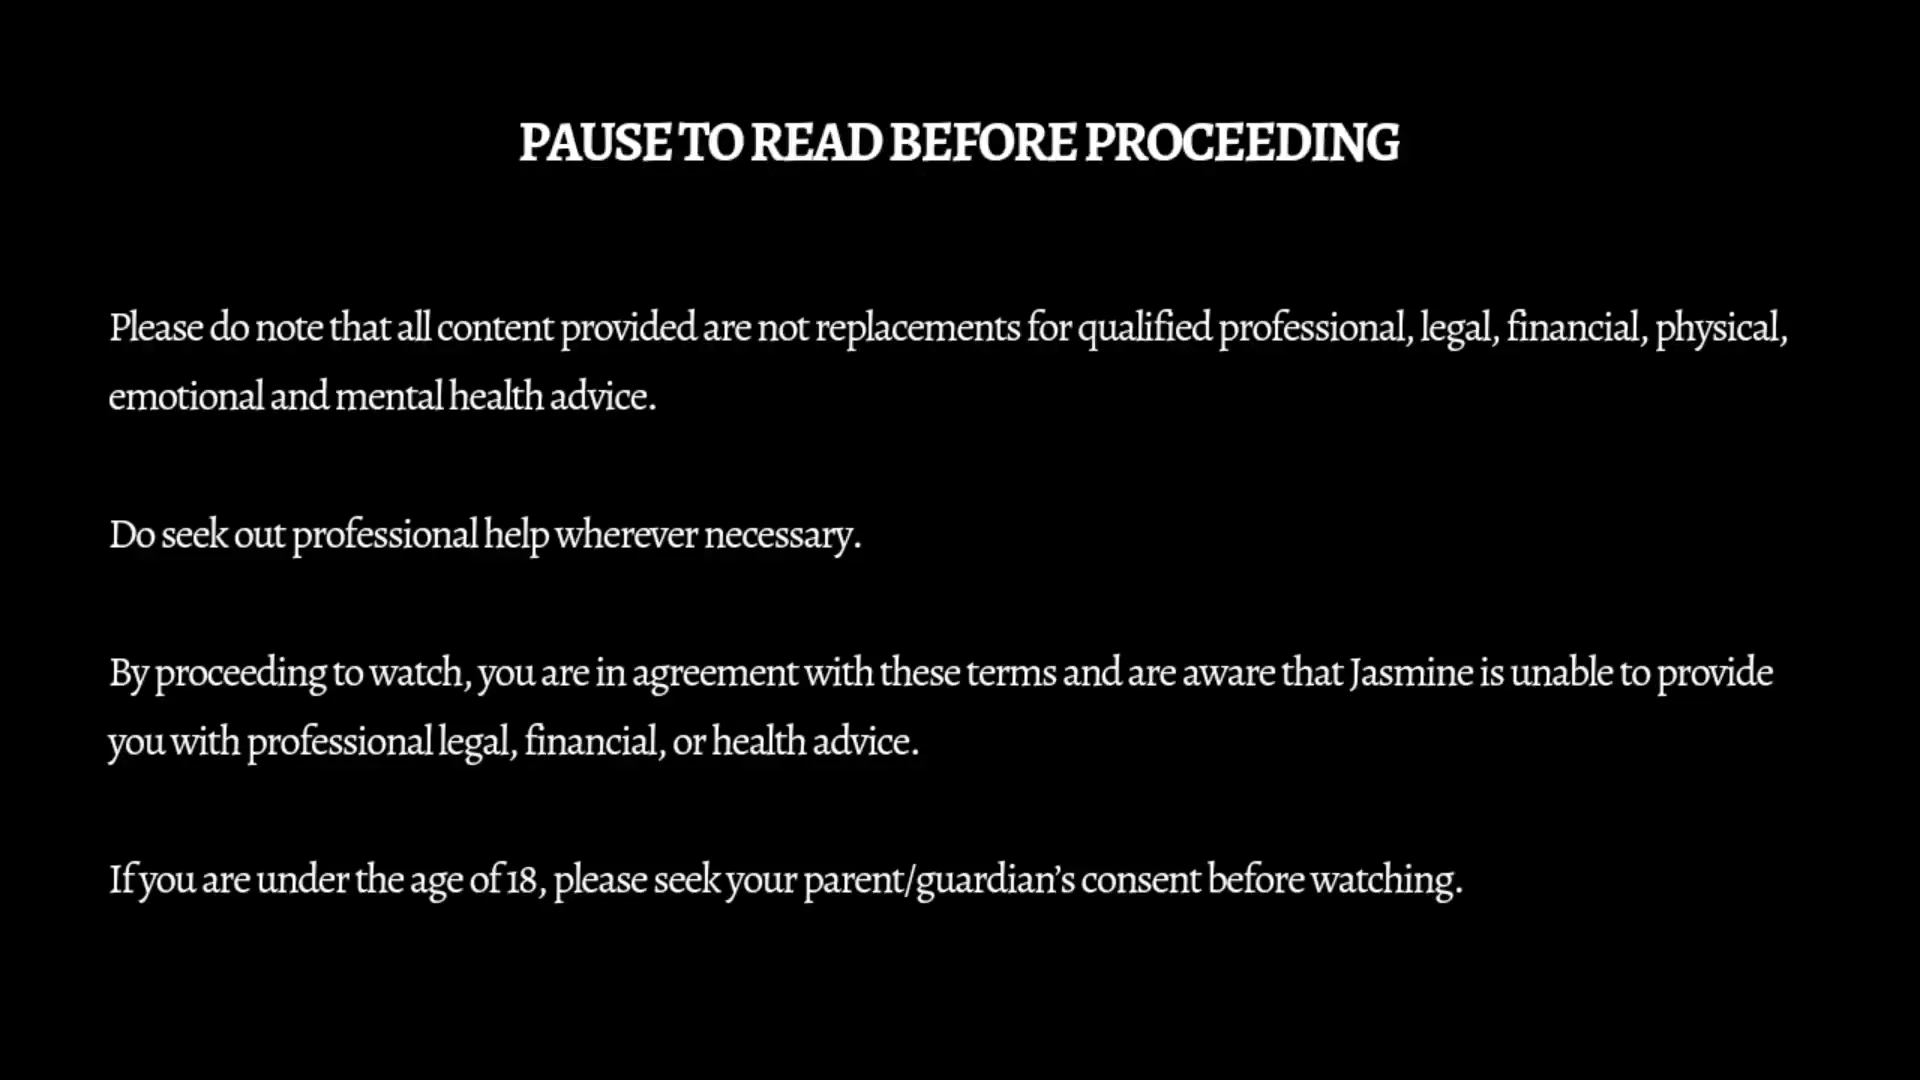 PAUSE TO READ BEFORE PROCEEDING
Please do note that all content provided are not replacements for qualified professional, legal, financial, physical,
emotional and mental health advice.
Do seek out professional help wherever necessary.
By proceeding to watch, you are in agreement with these terms and are aware that Jasmine is unable to provide
you with professional legal, financial, or health advice.
If you are under the age of 18, please seek your parent/guardian’s consent before watching.